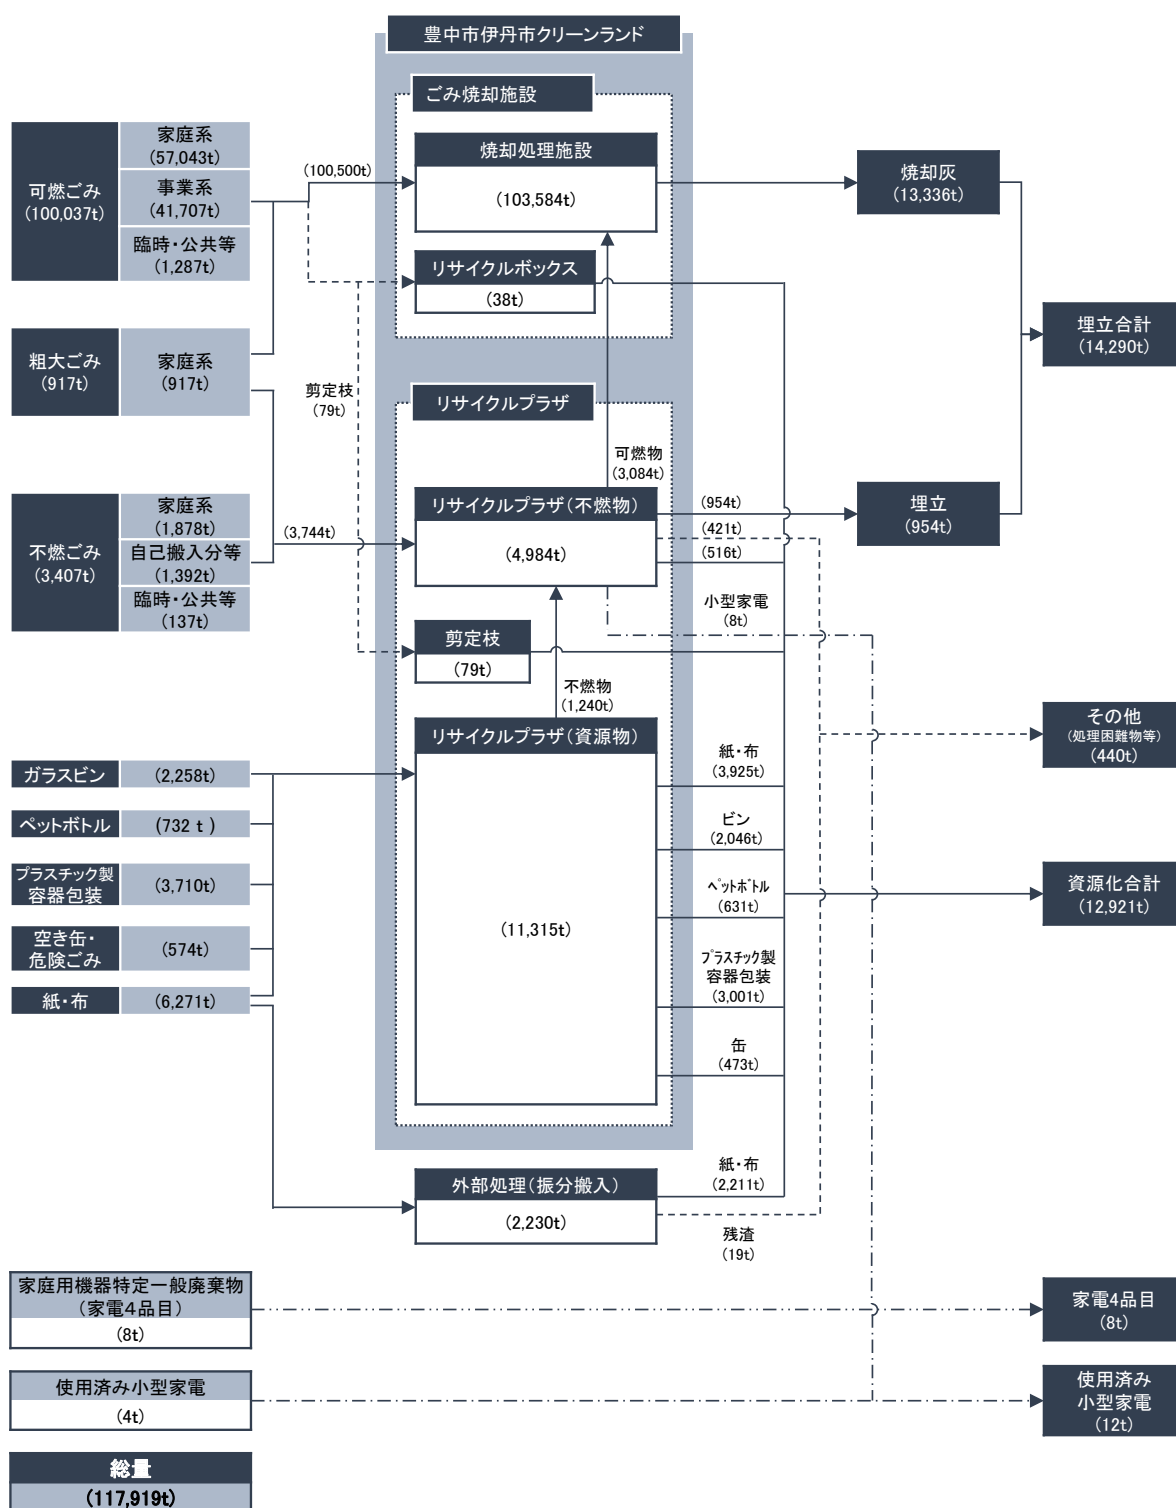 豊中市伊丹市クリーンランド
ごみ焼却施設
焼却処理施設
(103,584t)
リサイクルボックス
(38t)
可燃ごみ
(100,037t)
家庭系
(57,043t)
事業系
(41,707t)
臨時・公共等
(1,287t)
(100,500t)
焼却灰
(13,336t)
粗大ごみ
(917t)
家庭系
(917t)
剪定枝
(79t)
埋立合計
(14,290t)
リサイクルプラザ
可燃物
(3,084t)
リサイクルプラザ(不燃物)
(4,984t)
不燃ごみ
(3,407t)
家庭系
(1,878t)
自己搬入分等
(1,392t)
臨時・公共等
(137t)
(3,744t)
(954t)
(421t)
(516t)
埋立
(954t)
小型家電
(8t)
剪定枝
(79t)
不燃物
(1,240t)
リサイクルプラザ(資源物)
(11,315t)
その他
(処理困難物等)
(440t)
ガラスビン
(2,258t)
ペットボトル
(732 t )
プラスチック製
容器包装
(3,710t)
空き缶・
危険ごみ
(574t)
紙・布
(6,271t)
紙・布
(3,925t)
ビン
(2,046t)
ペットボトル
(631t)
プラスチック製
容器包装
(3,001t)
缶
(473t)
資源化合計
(12,921t)
外部処理(振分搬入)
(2,230t)
紙・布
(2,211t)
残渣
(19t)
家庭用機器特定一般廃棄物
(家電4品目)
(8t)
家電4品目
(8t)
使用済み小型家電
(4t)
使用済み
小型家電
(12t)
総量
(117,919t)